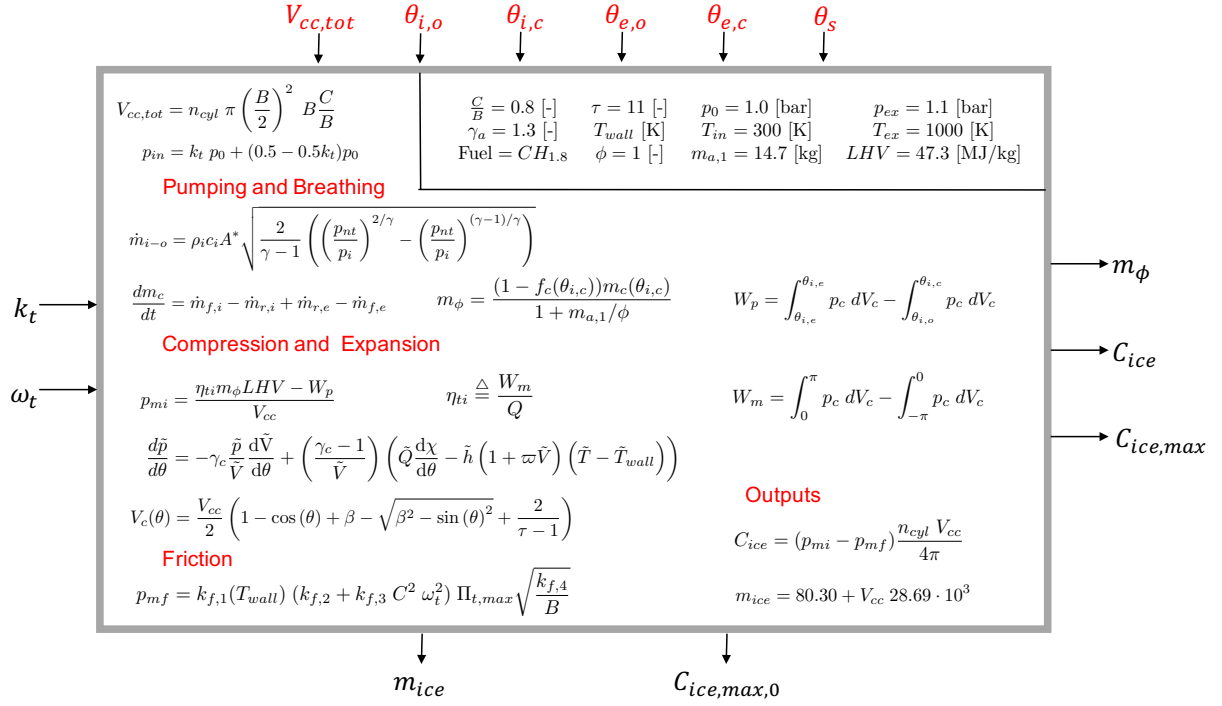 V_{cc,tot} θ_{i,o} θ_{i,c} θ_{e,o} θ_{e,c} θ_s
V_{cc,tot} = n_{cyl} π (B/2)^2 B C/B
p_{in} = k_t p_0 + (0.5 − 0.5k_t)p_0
C/B = 0.8 [-] τ = 11 [-] p_0 = 1.0 [bar] p_{ex} = 1.1 [bar]
γ_a = 1.3 [-] T_{wall} [K] T_{in} = 300 [K] T_{ex} = 1000 [K]
Fuel = CH_{1.8} φ = 1 [-] m_{a,1} = 14.7 [kg] LHV = 47.3 [MJ/kg]
Pumping and Breathing
ṁ_{i−o} = ρ_i c_i A^* √(2/(γ − 1) ((p_{nt}/p_i)^{2/γ} − (p_{nt}/p_i)^{(γ−1)/γ}))
dm_c/dt = ṁ_{f,i} − ṁ_{r,i} + ṁ_{r,e} − ṁ_{f,e} m_φ = (1 − f_c(θ_{i,c}))m_c(θ_{i,c}) / (1 + m_{a,1}/φ) W_p = ∫_{θ_{i,e}}^{θ_{i,e}} p_c dV_c − ∫_{θ_{i,o}}^{θ_{i,c}} p_c dV_c
Compression and Expansion
p_{mi} = (η_{ti} m_φ LHV − W_p) / V_{cc} η_{ti} ≜ W_m/Q W_m = ∫_0^π p_c dV_c − ∫_{−π}^0 p_c dV_c
dp̃/dθ = −γ_c p̃/Ṽ dṼ/dθ + ((γ_c − 1)/Ṽ) (Q̃ dχ/dθ − h̃ (1 + ϖṼ) (T̃ − T̃_{wall}))
V_c(θ) = V_{cc}/2 (1 − cos (θ) + β − √(β^2 − sin (θ)^2) + 2/(τ − 1))
Friction
p_{mf} = k_{f,1}(T_{wall}) (k_{f,2} + k_{f,3} C^2 ω_t^2) Π_{t,max} √(k_{f,4}/B)
Outputs
C_{ice} = (p_{mi} − p_{mf}) n_{cyl} V_{cc} / 4π
m_{ice} = 80.30 + V_{cc} 28.69 · 10^3
k_t
ω_t
m_φ
C_{ice}
C_{ice,max}
m_{ice} C_{ice,max,0}